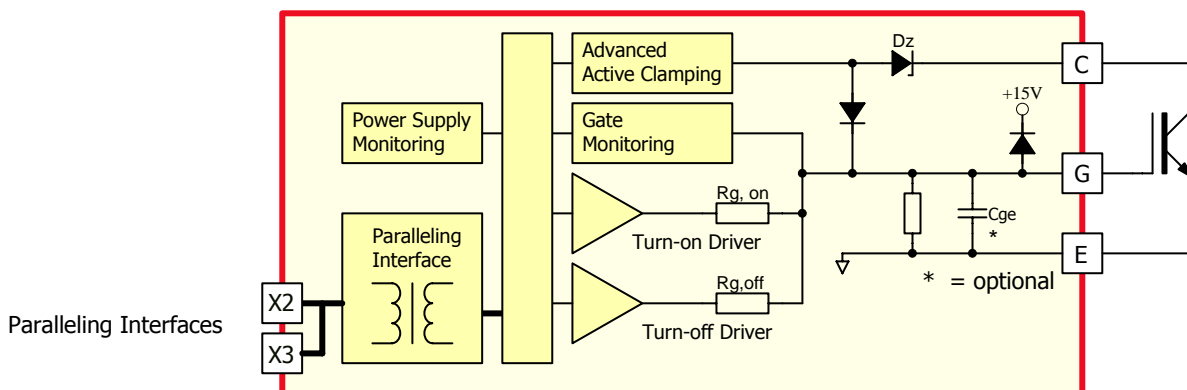 Advanced
Active Clamping
Dz
C
+15V
Power Supply
Monitoring
Gate
Monitoring
G
Rg, on
Cge
*
Turn-on Driver
Paralleling
Interface
E
* = optional
Rg,off
X2
Paralleling Interfaces
Turn-off Driver
X3